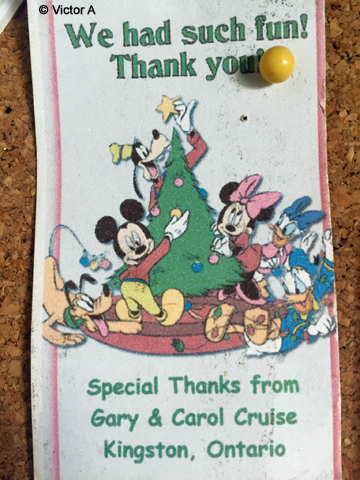 © Victor A
We had such fun!
Thank you!
Special Thanks from
Gary & Carol Cruise
Kingston, Ontario